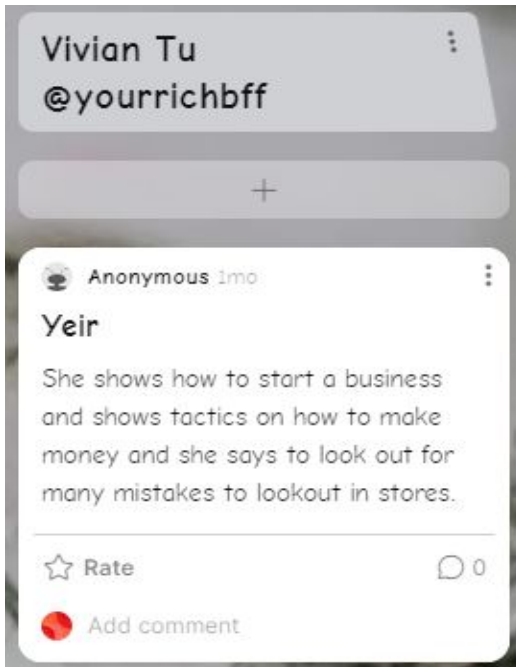 Vivian Tu
@yourrichbff
+
Anonymous 1mo
Yeir
She shows how to start a business
and shows tactics on how to make
money and she says to look out for
many mistakes to lookout in stores.
Rate 0
Add comment